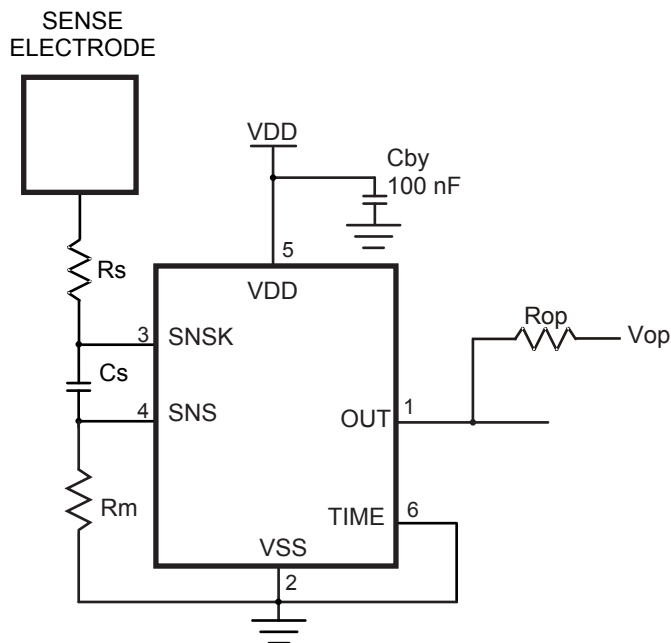 SENSE
ELECTRODE
VDD
Cby
100 nF
5
Rs
VDD
Rop
Vop
3
SNSK
Cs
4
SNS
1
OUT
Rm
TIME
6
VSS
2